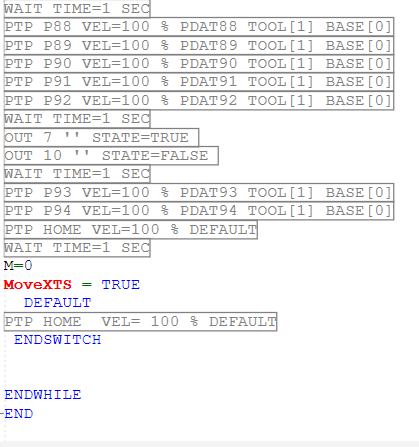 WAIT TIME=1 SEC
PTP P88 VEL=100 % PDAT88 TOOL[1] BASE[0]
PTP P89 VEL=100 % PDAT89 TOOL[1] BASE[0]
PTP P90 VEL=100 % PDAT90 TOOL[1] BASE[0]
PTP P91 VEL=100 % PDAT91 TOOL[1] BASE[0]
PTP P92 VEL=100 % PDAT92 TOOL[1] BASE[0]
WAIT TIME=1 SEC
OUT 7 '' STATE=TRUE
OUT 10 '' STATE=FALSE
WAIT TIME=1 SEC
PTP P93 VEL=100 % PDAT93 TOOL[1] BASE[0]
PTP P94 VEL=100 % PDAT94 TOOL[1] BASE[0]
PTP HOME VEL=100 % DEFAULT
WAIT TIME=1 SEC
M=0
MoveXTS = TRUE
DEFAULT
PTP HOME  VEL= 100 % DEFAULT
ENDSWITCH
ENDWHILE
END